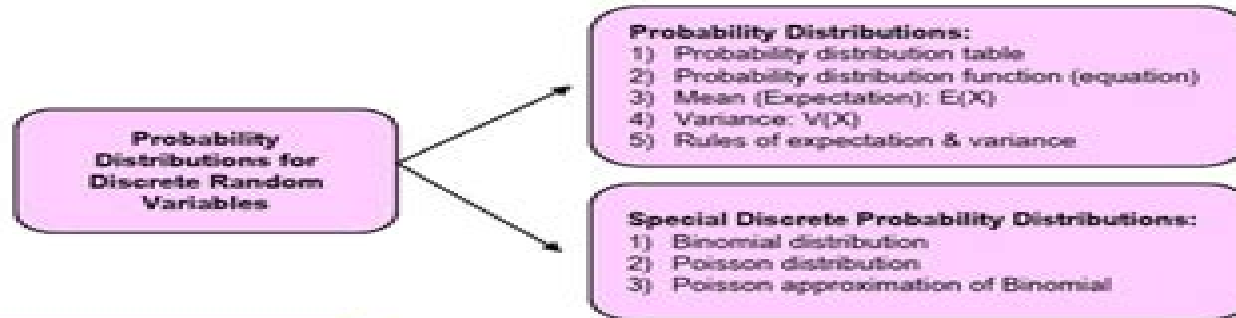 Probability
Distributions for
Discrete Random
Variables
Probability Distributions:
1) Probability distribution table
2) Probability distribution function (equation)
3) Mean (Expectation): E(X)
4) Variance: V(X)
5) Rules of expectation & variance
Special Discrete Probability Distributions:
1) Binomial distribution
2) Poisson distribution
3) Poisson approximation of Binomial